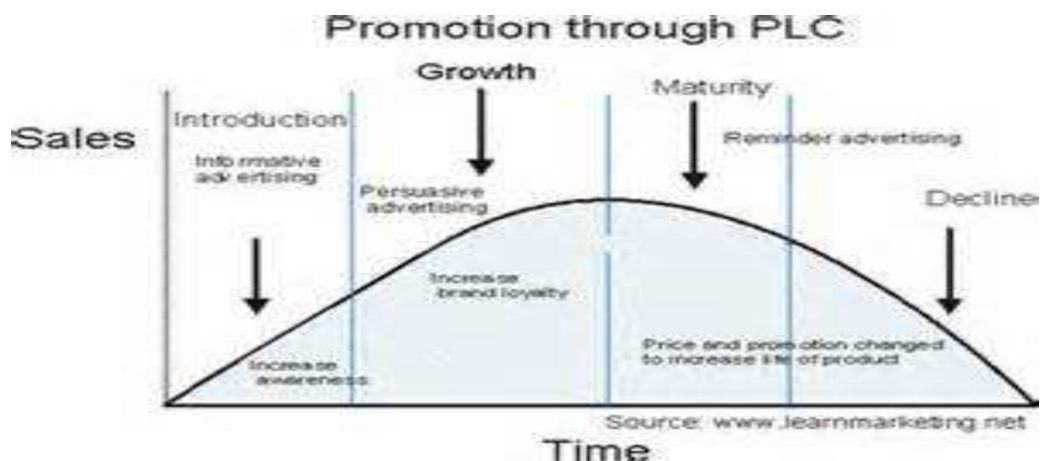 Promotion through PLC
Growth
Maturity
Introduction
Sales
Informative
advertising
Reminder advertising
Persuasive
advertising
Decline
Increase
brand loyalty
Increase
awareness
Price and promotion changed
to increase life of product
Source: www.learnmarketing.net
Time